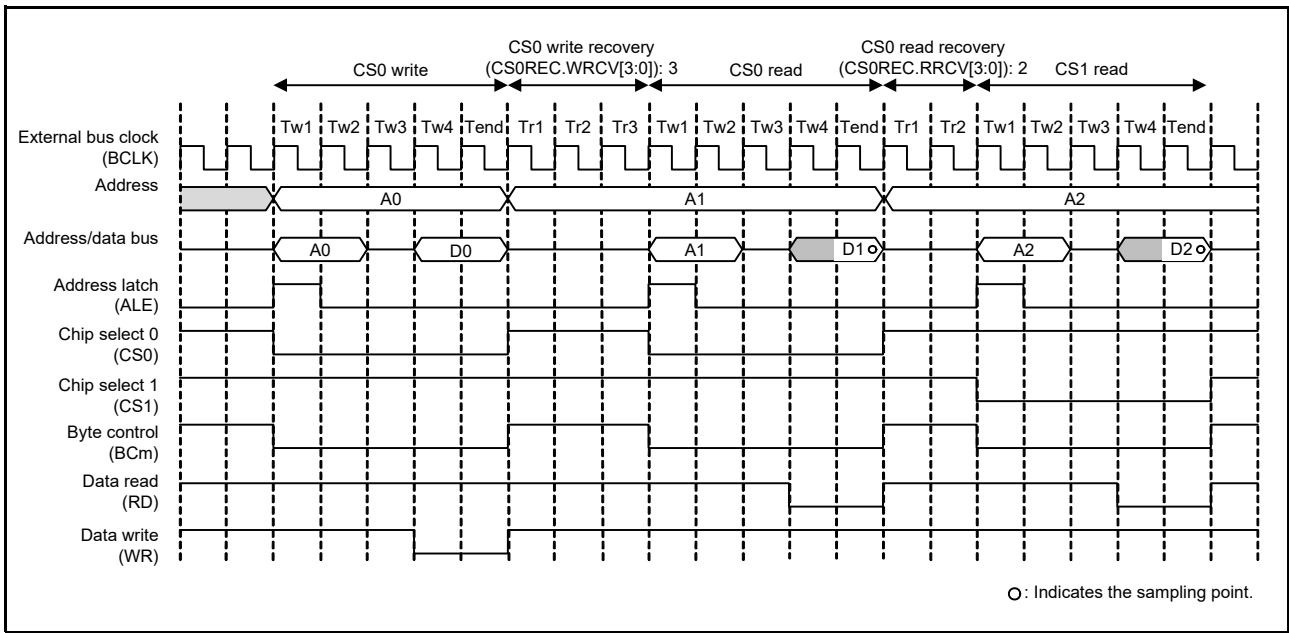 CS0 write recovery
(CS0REC.WRCV[3:0]): 3
CS0 read recovery
(CS0REC.RRCV[3:0]): 2
CS0 write
CS0 read
CS1 read
Tw1 Tw2 Tw3 Tw4 Tend Tr1 Tr2 Tr3 Tw1 Tw2 Tw3 Tw4 Tend Tr1 Tr2 Tw1 Tw2 Tw3 Tw4 Tend
External bus clock
(BCLK)
Address
A0 A1 A2
Address/data bus
A0 D0 A1 D1 A2 D2
Address latch
(ALE)
Chip select 0
(CS0)
Chip select 1
(CS1)
Byte control
(BCm)
Data read
(RD)
Data write
(WR)
: Indicates the sampling point.